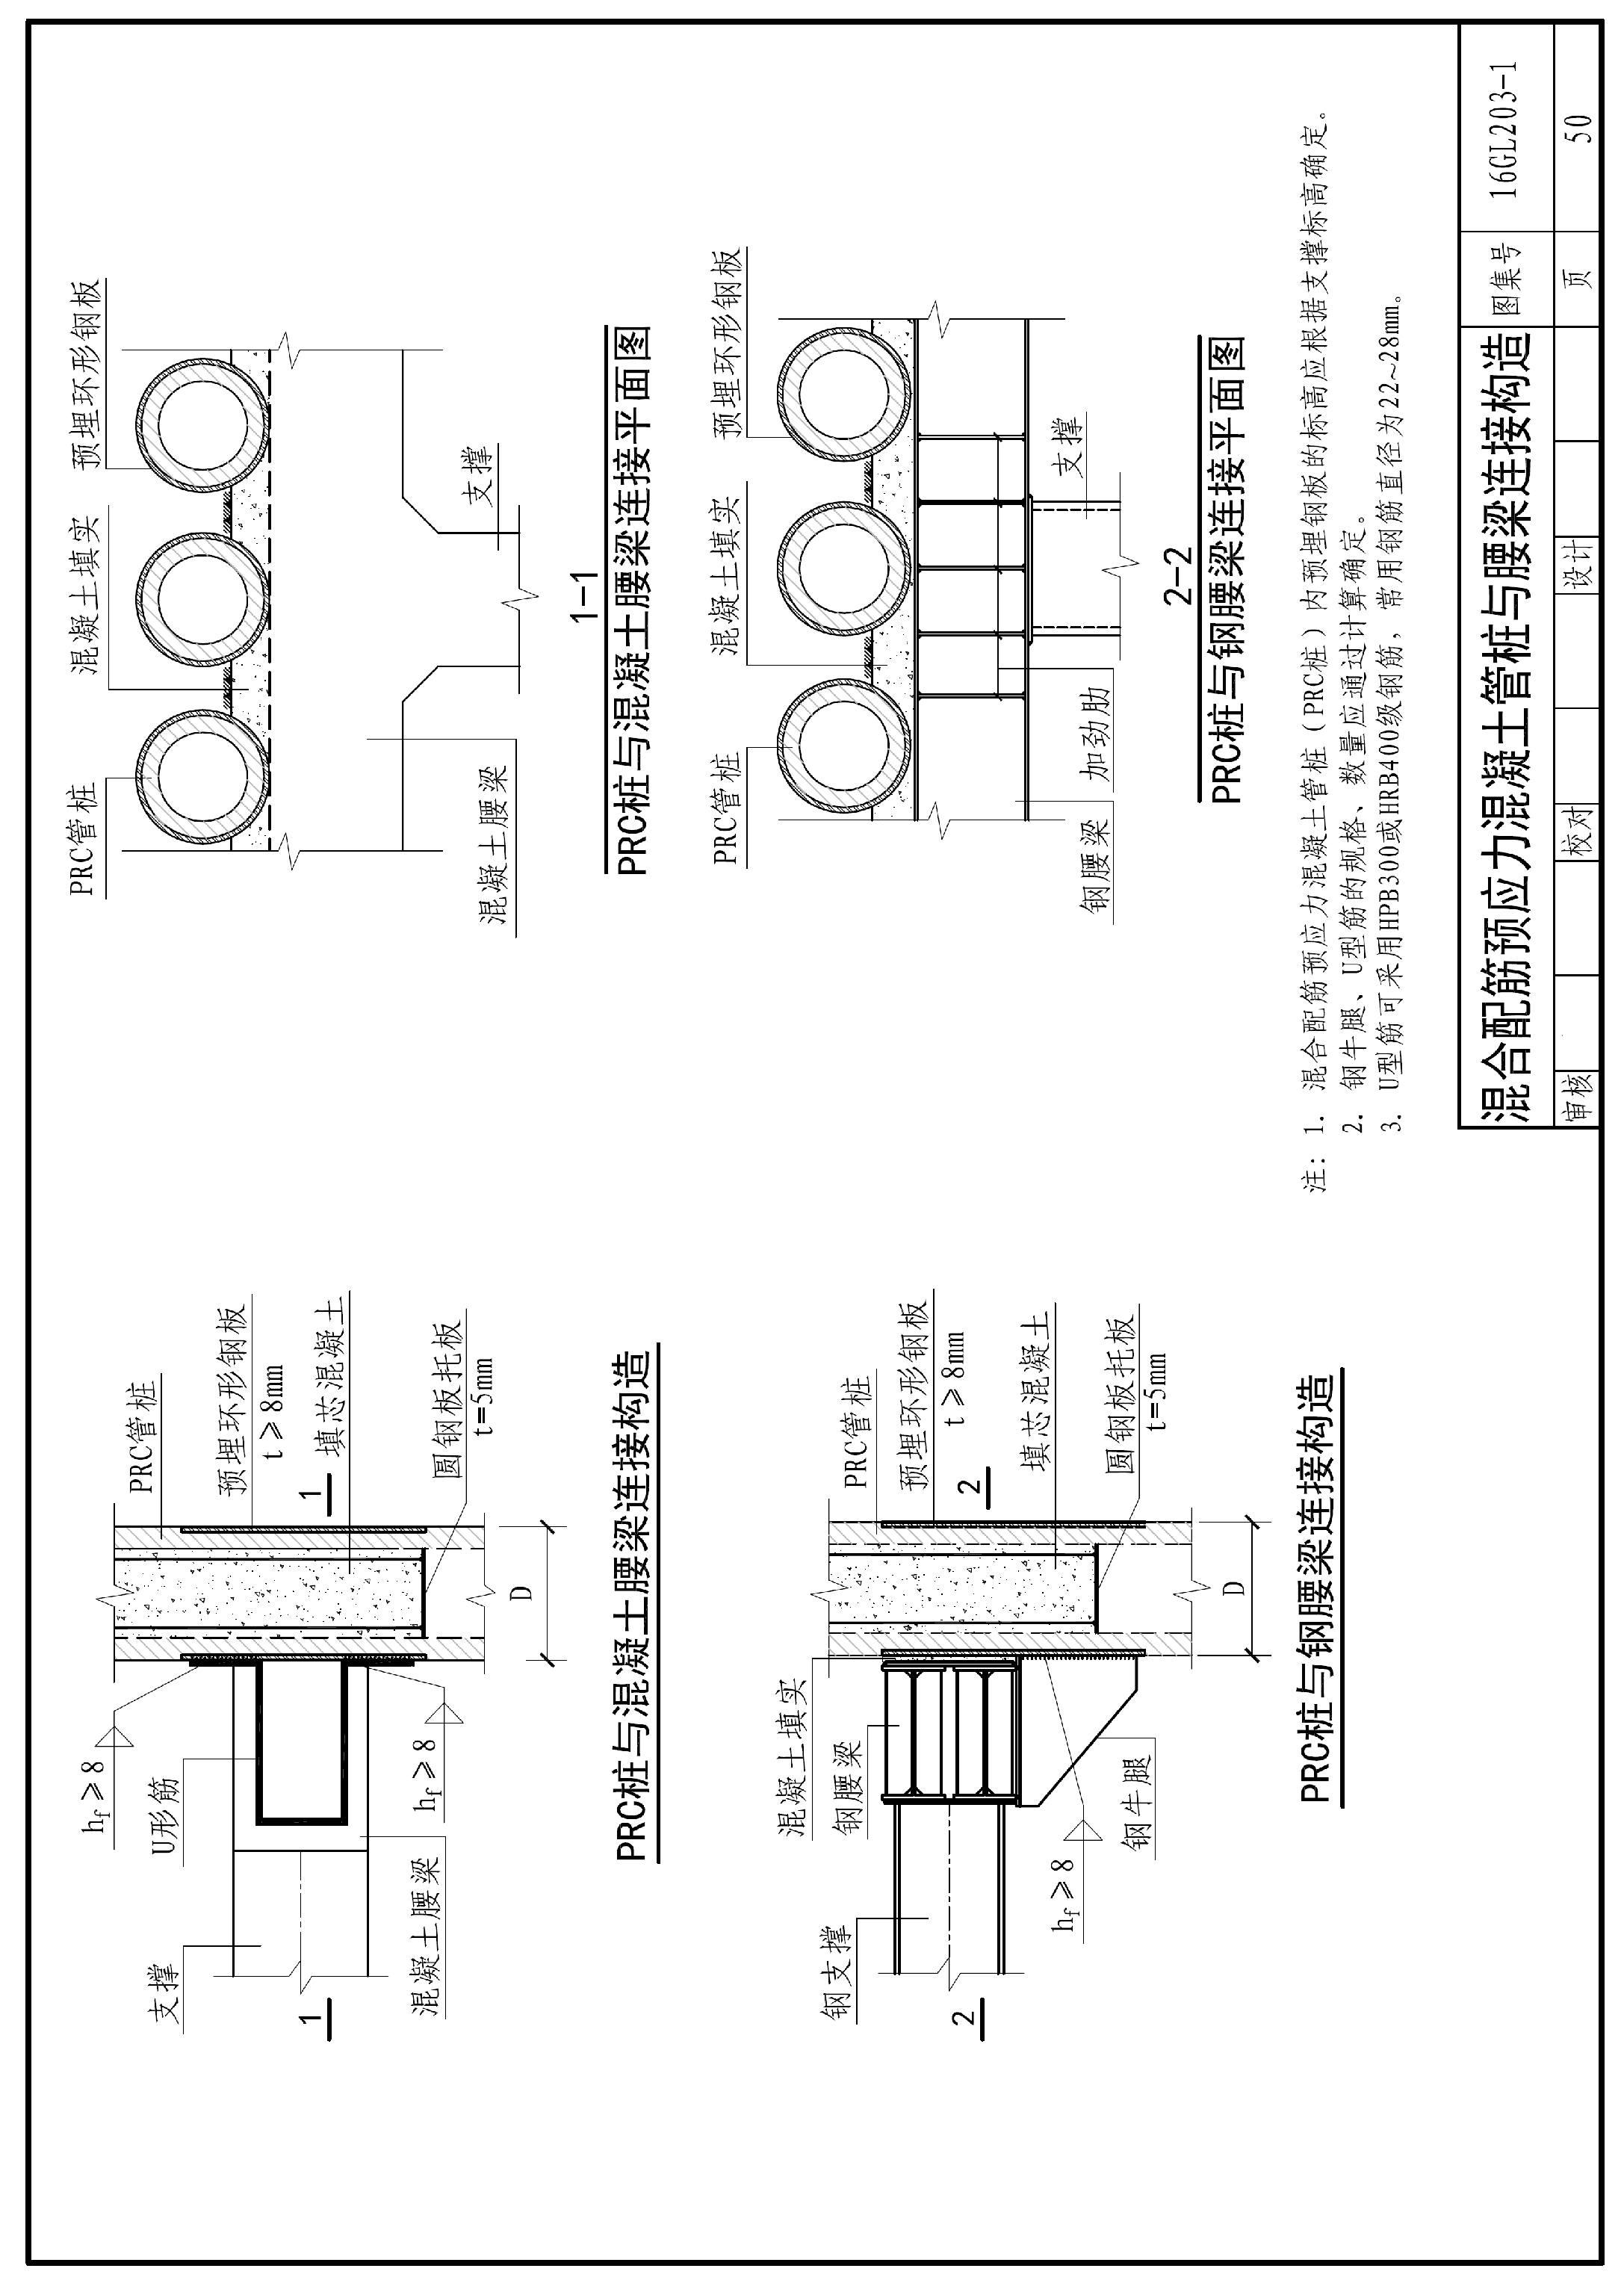 支撑
U形筋
hf≥8
PRC管桩
预埋环形钢板
t≥8mm
填芯混凝土
圆钢板托板
t=5mm
1
1
hf≥8
混凝土腰梁
D
PRC桩与混凝土腰梁连接构造
PRC管桩
混凝土填实
预埋环形钢板
混凝土腰梁
支撑
1-1
PRC桩与混凝土腰梁连接平面图
钢支撑
钢腰梁
混凝土填实
PRC管桩
预埋环形钢板
t≥8mm
填芯混凝土
圆钢板托板
t=5mm
2
2
hf≥8
钢牛腿
D
PRC桩与钢腰梁连接构造
PRC管桩
混凝土填实
预埋环形钢板
钢腰梁
加劲肋
支撑
2-2
PRC桩与钢腰梁连接平面图
注：1. 混合配筋预应力混凝土管桩（PRC桩）内预埋钢板的标高应根据支撑标高确定。
2. 钢牛腿、U型筋的规格、数量应通过计算确定。
3. U型筋可采用HPB300或HRB400级钢筋，常用钢筋直径为22~28mm。
混合配筋预应力混凝土管桩与腰梁连接构造
图集号
16GL203-1
审核
校对
设计
页
50